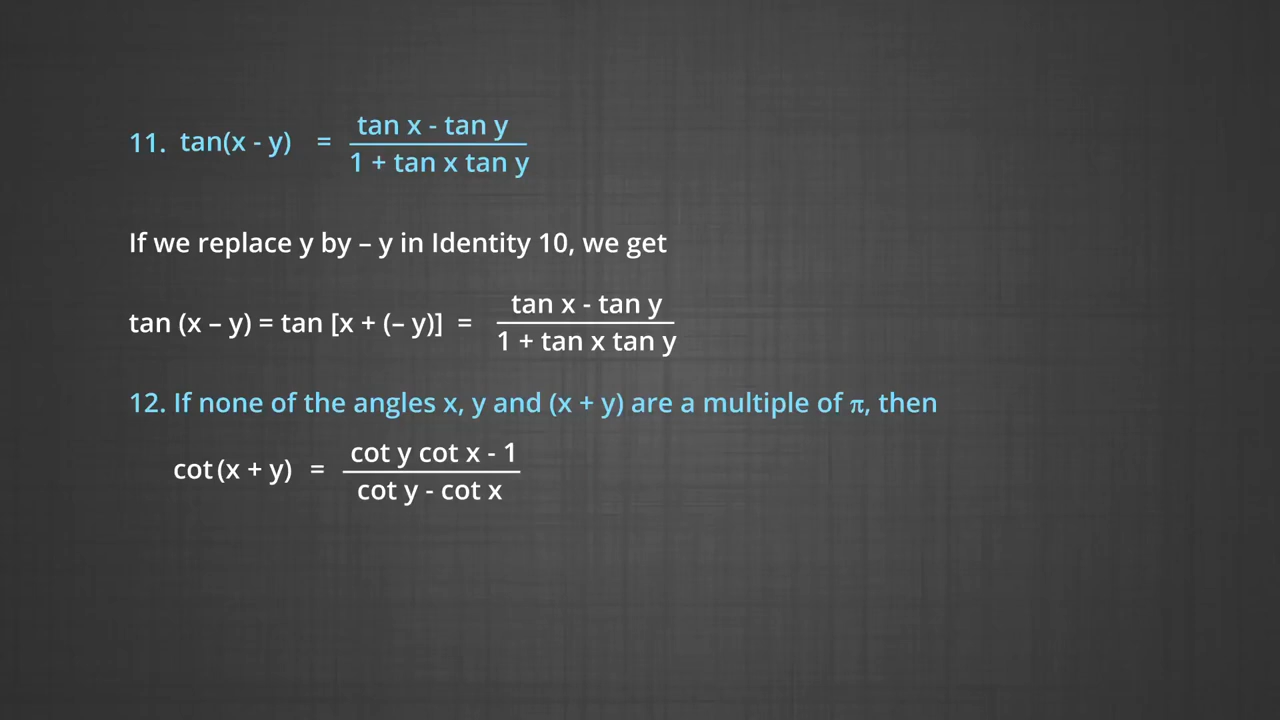 11. tan(x - y) = tan x - tan y / 1 + tan x tan y
If we replace y by – y in Identity 10, we get
tan (x – y) = tan [x + (– y)] = tan x - tan y / 1 + tan x tan y
12. If none of the angles x, y and (x + y) are a multiple of π, then
cot (x + y) = cot y cot x - 1 / cot y - cot x